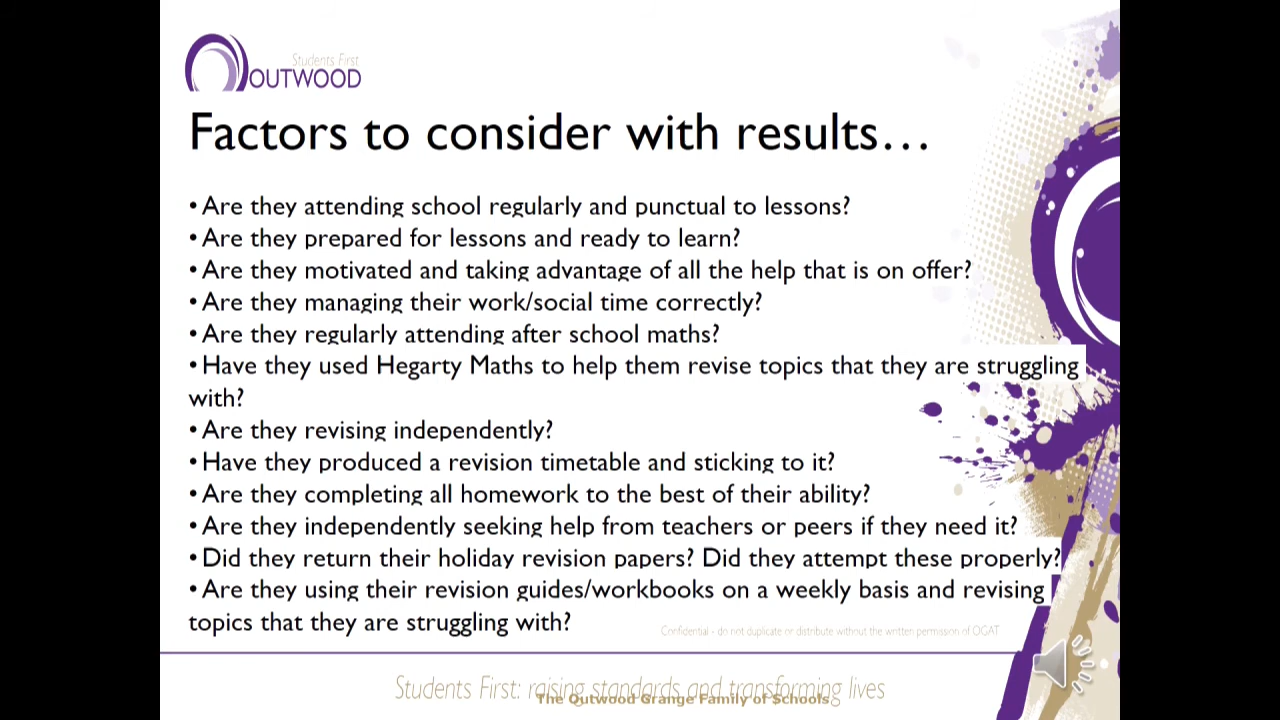 Students First
OUTWOOD
Factors to consider with results…
• Are they attending school regularly and punctual to lessons?
• Are they prepared for lessons and ready to learn?
• Are they motivated and taking advantage of all the help that is on offer?
• Are they managing their work/social time correctly?
• Are they regularly attending after school maths?
• Have they used Hegarty Maths to help them revise topics that they are struggling
with?
• Are they revising independently?
• Have they produced a revision timetable and sticking to it?
• Are they completing all homework to the best of their ability?
• Are they independently seeking help from teachers or peers if they need it?
• Did they return their holiday revision papers? Did they attempt these properly?
• Are they using their revision guides/workbooks on a weekly basis and revising
topics that they are struggling with?
Confidential - do not duplicate or distribute without the written permission of OGAT
Students First: raising standards and transforming lives
The Outwood Grange Family of Schools